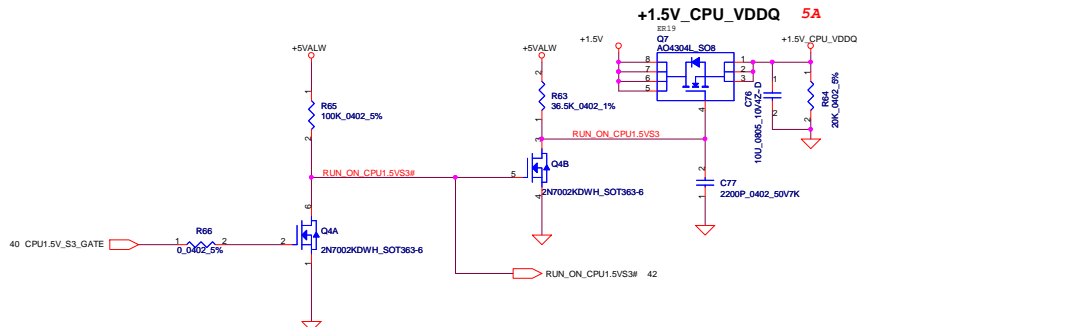 +1.5V_CPU_VDDQ 5A
ER19
Q7
AO4304L_SO8
+1.5V
+1.5V_CPU_VDDQ
+5VALW
+5VALW
8
7
6
5
1
2
3
4
1
C76
10U_0805_10V4Z~D
2
1
R64
20K_0402_5%
2
2
R63
36.5K_0402_1%
1
1
R65
100K_0402_5%
2
RUN_ON_CPU1.5VS3
3
Q4B
5
2N7002KDWH_SOT363-6
4
2
C77
2200P_0402_50V7K
1
RUN_ON_CPU1.5VS3#
6
Q4A
2
2N7002KDWH_SOT363-6
1
R66
40 CPU1.5V_S3_GATE
1
2
0_0402_5%
RUN_ON_CPU1.5VS3# 42